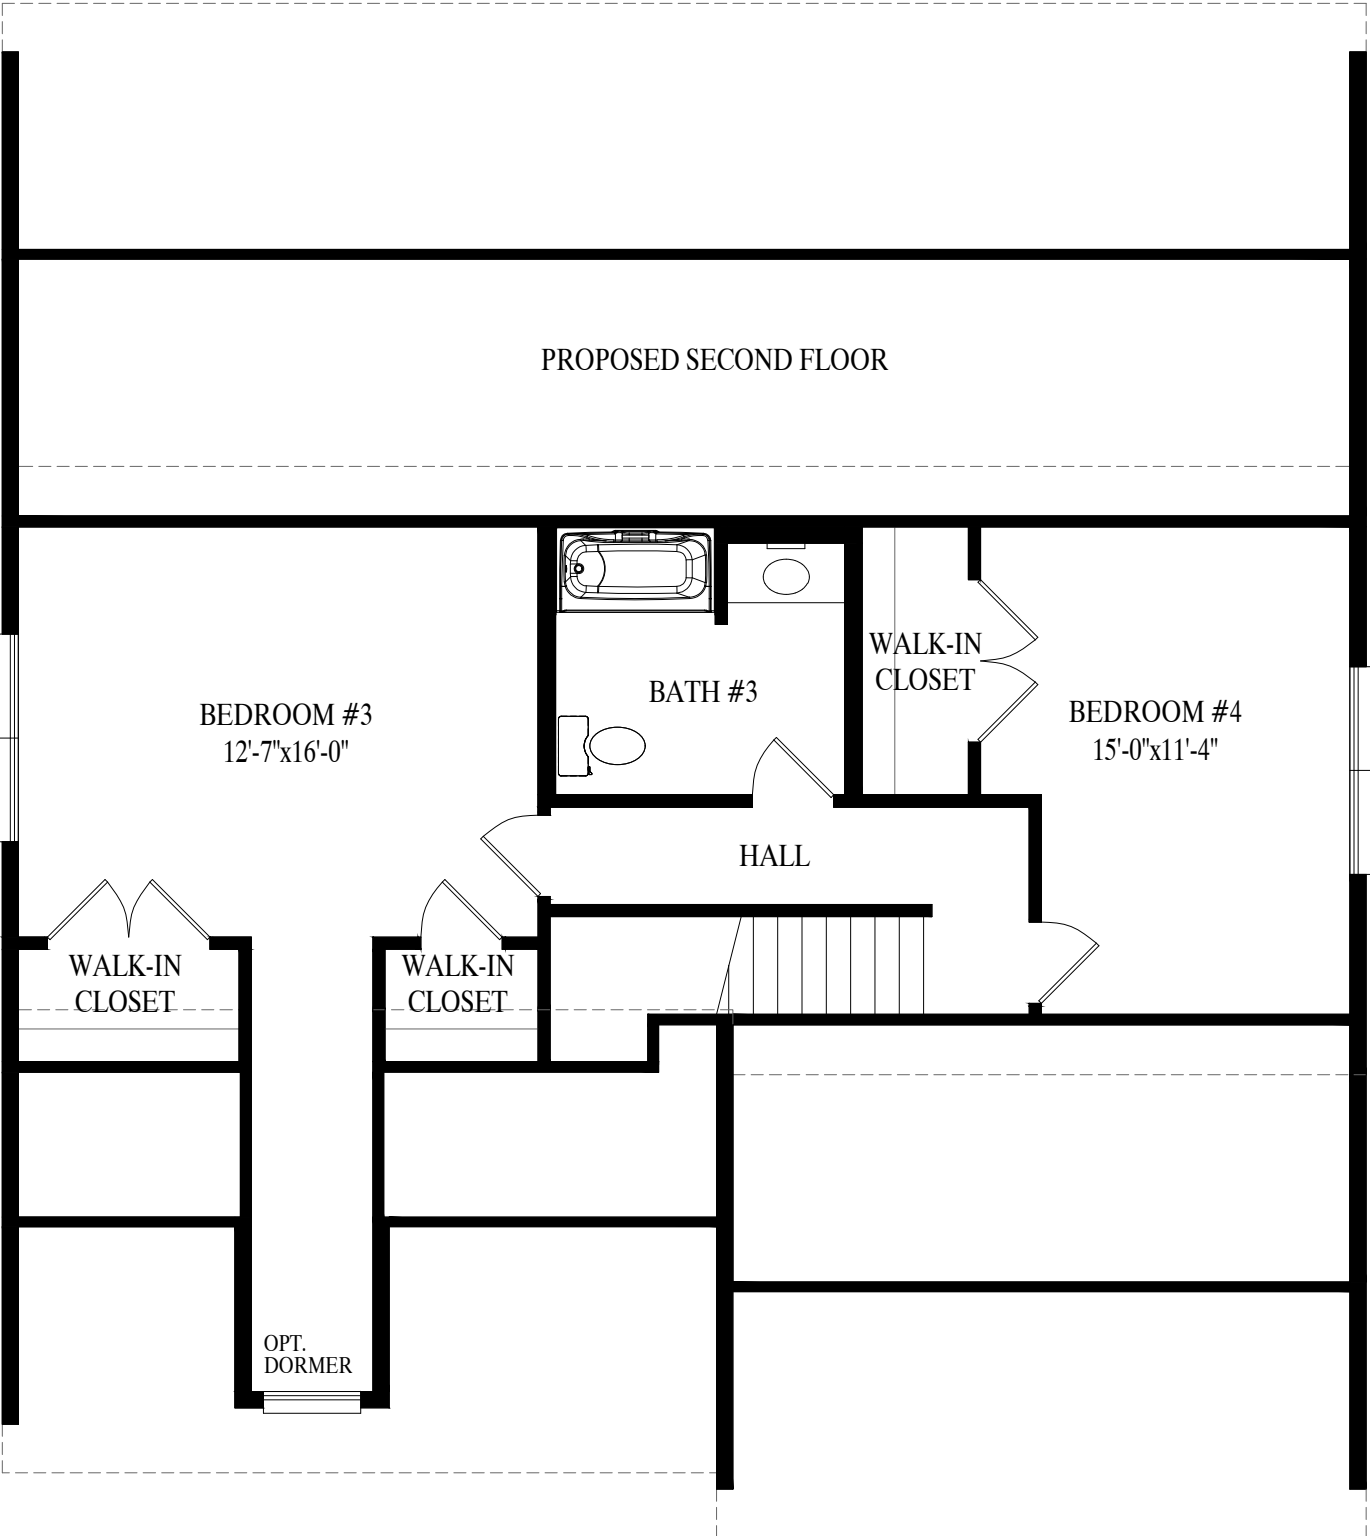 PROPOSED SECOND FLOOR
WALK-IN
CLOSET
BATH #3
BEDROOM #3
12'-7"x16'-0"
BEDROOM #4
15'-0"x11'-4"
HALL
WALK-IN
CLOSET
WALK-IN
CLOSET
OPT.
DORMER